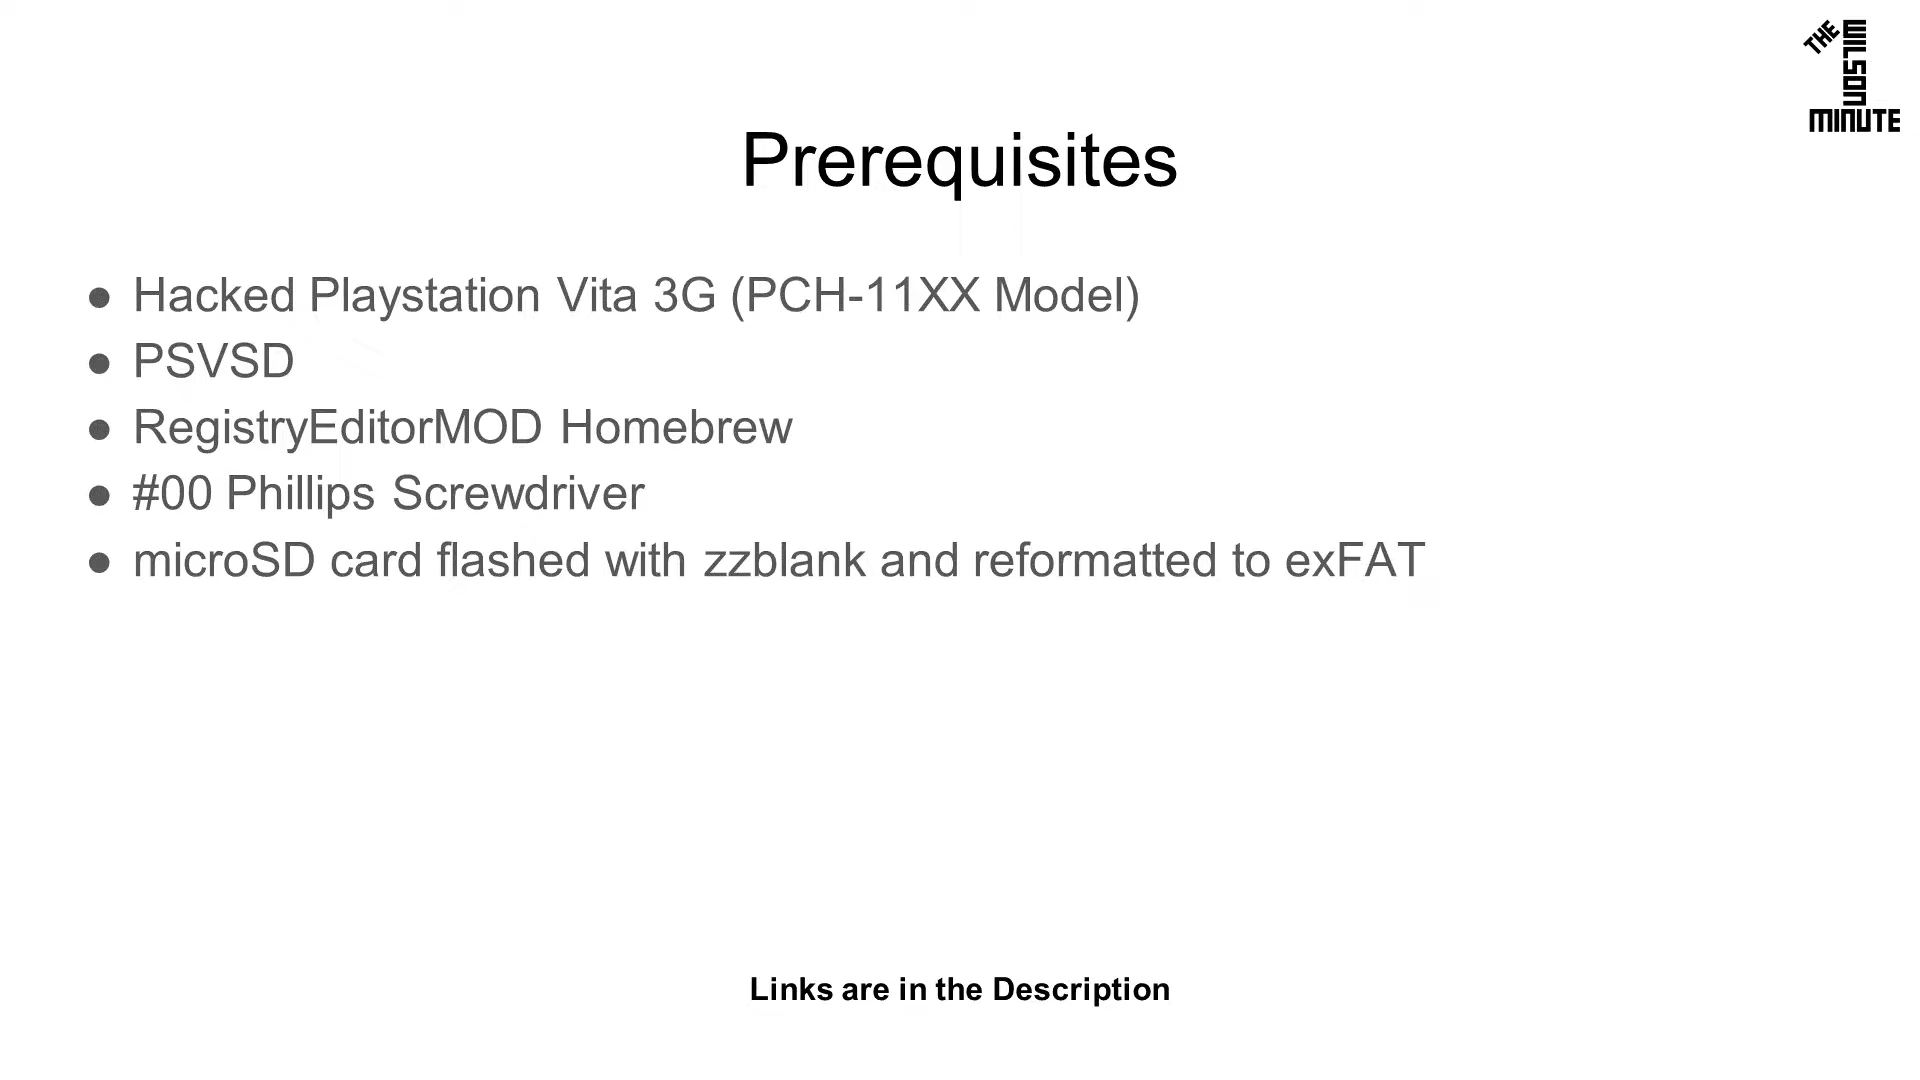 THE
WILSON
MINUTE
Prerequisites
● Hacked Playstation Vita 3G (PCH-11XX Model)
● PSVSD
● RegistryEditorMOD Homebrew
● #00 Phillips Screwdriver
● microSD card flashed with zzblank and reformatted to exFAT
Links are in the Description